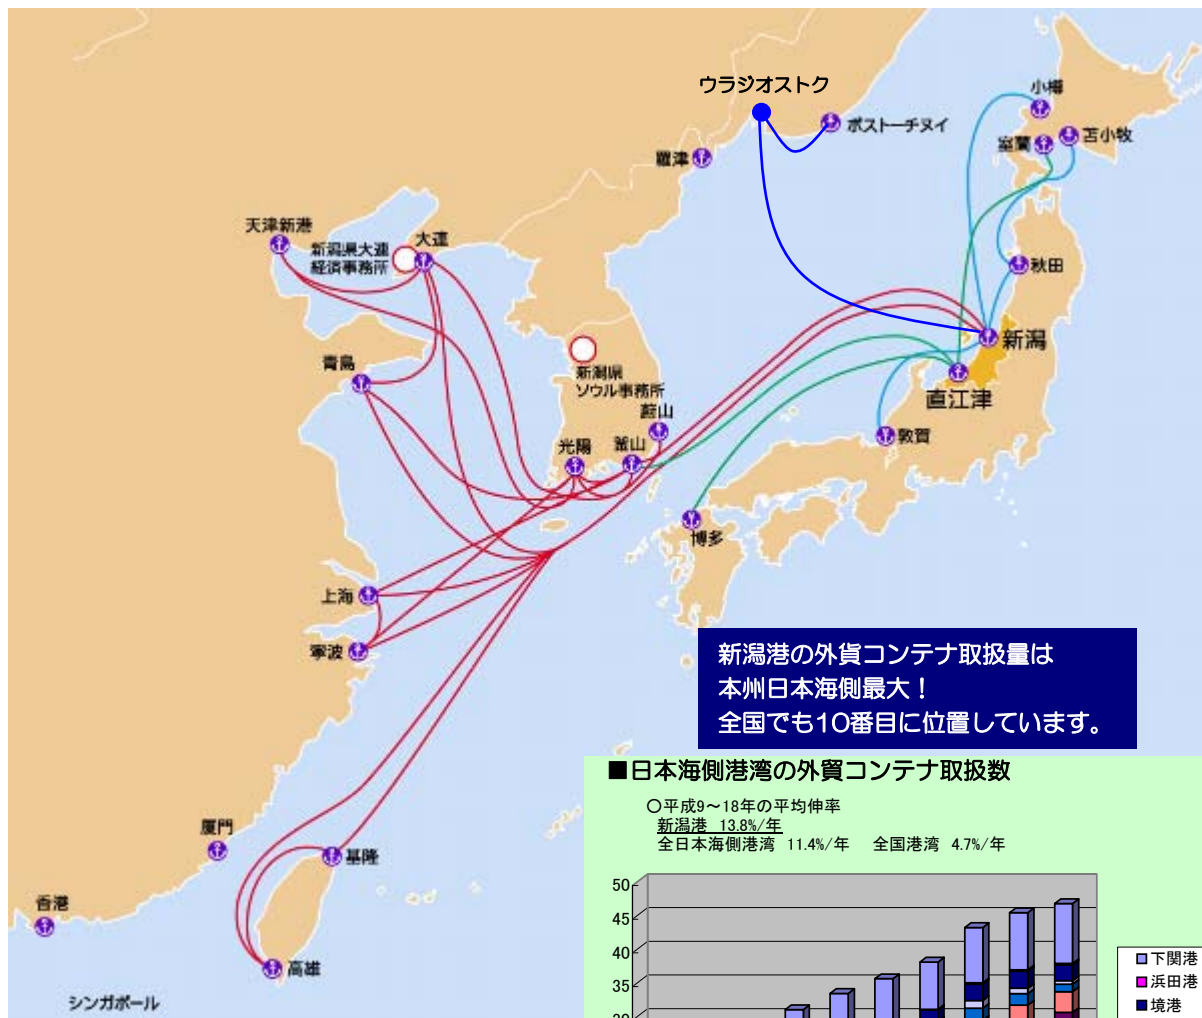 ウラジオストク
ボストーチヌイ
羅津
小樽
室蘭
苫小牧
天津新港
新潟県大連
経済事務所
大連
秋田
新潟
青島
新潟県
ソウル事務所
直江津
蔚山
敦賀
光陽
釜山
博多
上海
寧波
新潟港の外貨コンテナ取扱量は
本州日本海側最大！
全国でも10番目に位置しています。
■日本海側港湾の外貿コンテナ取扱数
○平成9～18年の平均伸率
新潟港 13.8%/年
全日本海側港湾 11.4%/年 全国港湾 4.7%/年
厦門
基隆
香港
高雄
シンガポール
50
45
40
35
30
下関港
浜田港
境港